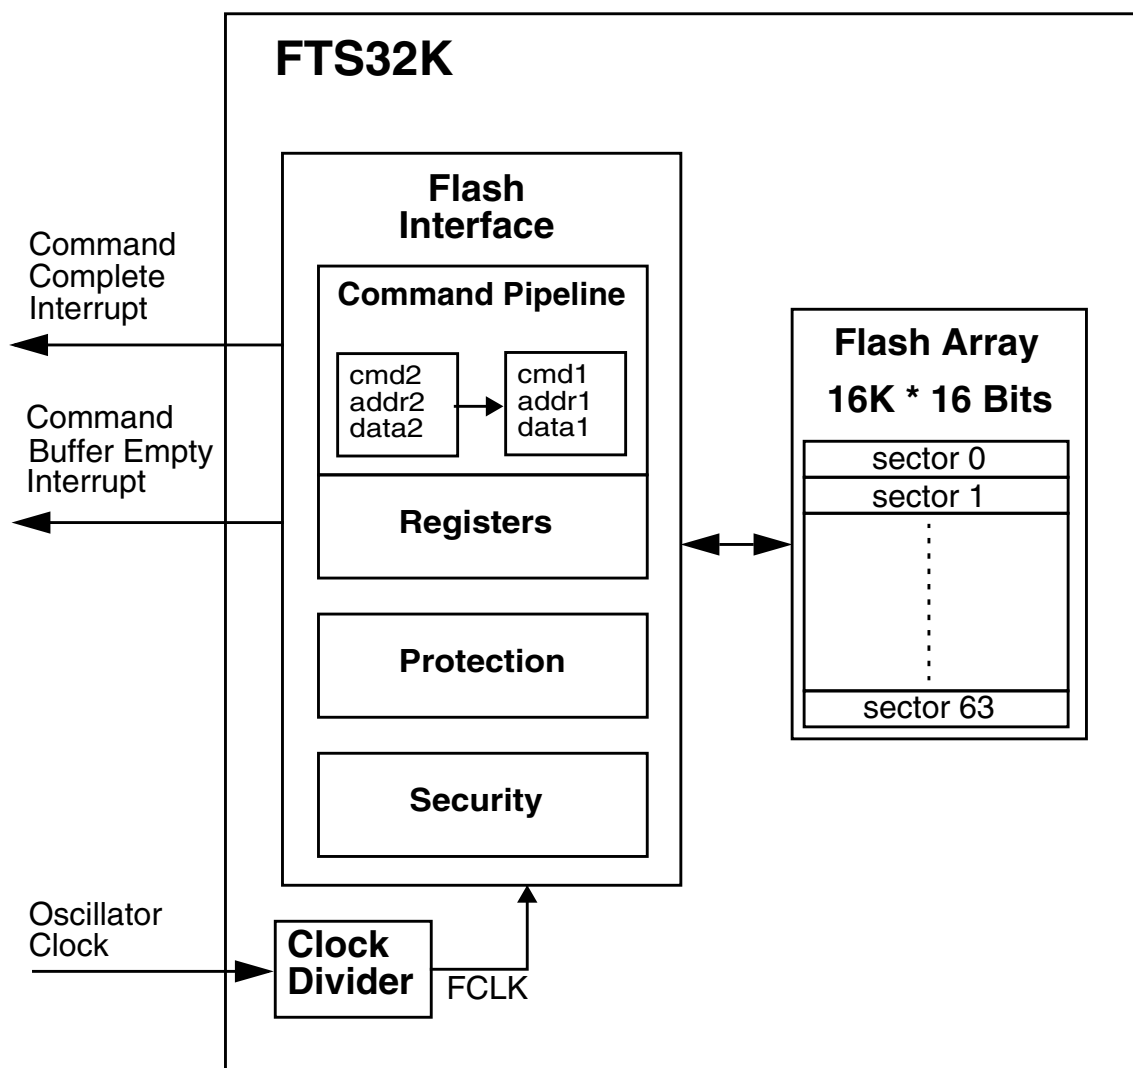 FTS32K
Flash
Interface
Command
Complete
Interrupt
Command Pipeline
cmd2
addr2
data2
cmd1
addr1
data1
Command
Buffer Empty
Interrupt
Registers
Protection
Security
Flash Array
16K * 16 Bits
sector 0
sector 1
sector 63
Oscillator
Clock
Clock
Divider
FCLK